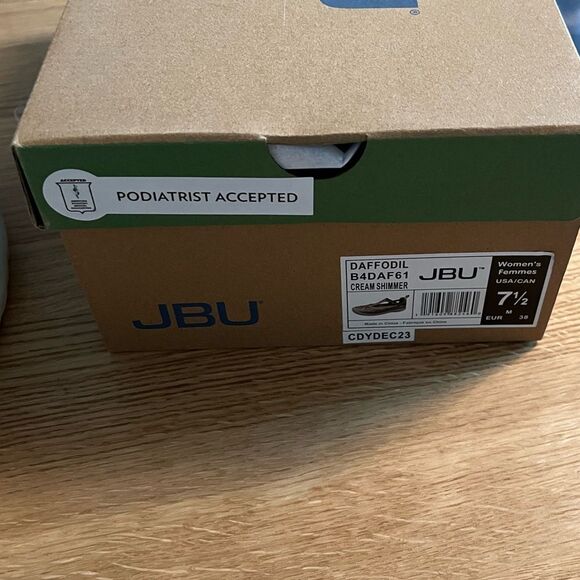 ®
ACCEPTED
PODIATRIST ACCEPTED
JBU®
DAFFODIL
B4DAF61
CREAM SHIMMER
JBU™
Women's
Femmes
USA/CAN
7½
M
EUR 38
Made in China · Fabriqué en Chine
CDYDEC23